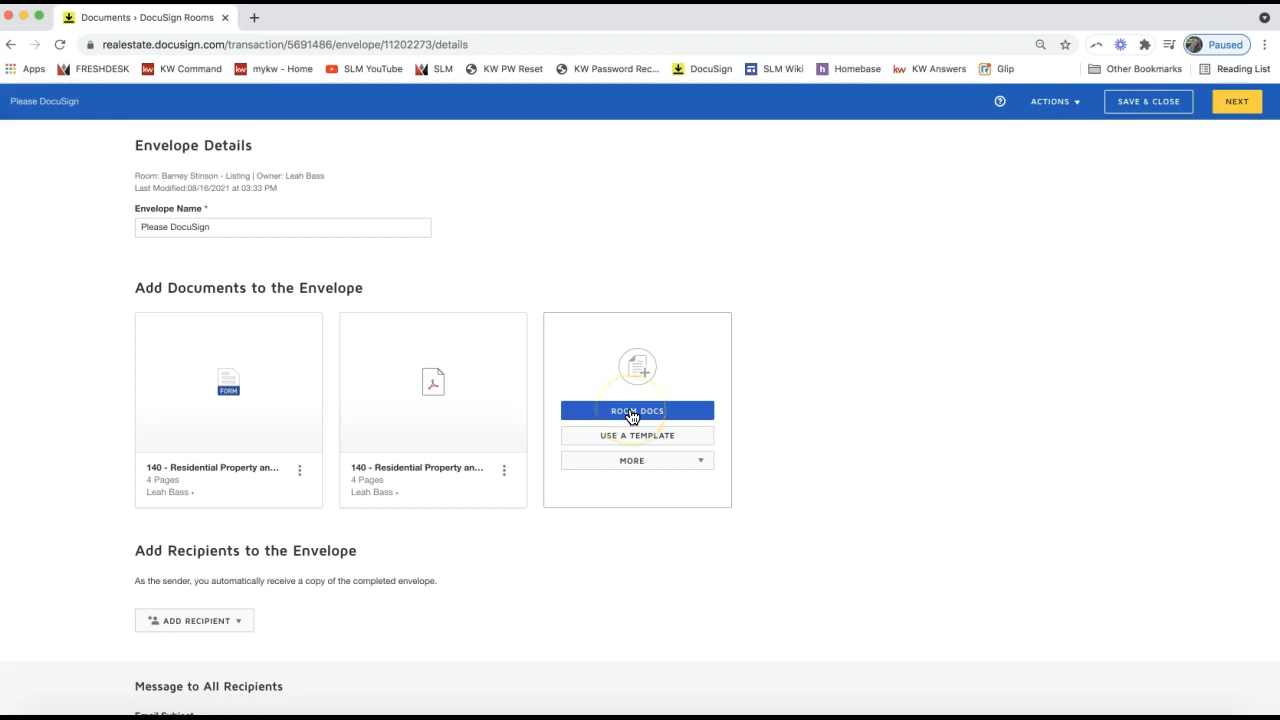 Documents › DocuSign Rooms
realestate.docusign.com/transaction/5691486/envelope/11202273/details
Paused
Apps FRESHDESK KW Command mykw - Home SLM YouTube SLM KW PW Reset KW Password Rec... DocuSign SLM Wiki Homebase KW Answers Glip Other Bookmarks Reading List
Please DocuSign ACTIONS SAVE & CLOSE NEXT
Envelope Details
Room: Barney Stinson - Listing | Owner: Leah Bass
Last Modified:08/16/2021 at 03:33 PM
Envelope Name *
Please DocuSign
Add Documents to the Envelope
FORM
140 - Residential Property an...
4 Pages
Leah Bass •
140 - Residential Property an...
4 Pages
Leah Bass •
ROOM DOCS
USE A TEMPLATE
MORE
Add Recipients to the Envelope
As the sender, you automatically receive a copy of the completed envelope.
ADD RECIPIENT
Message to All Recipients
Email Subject